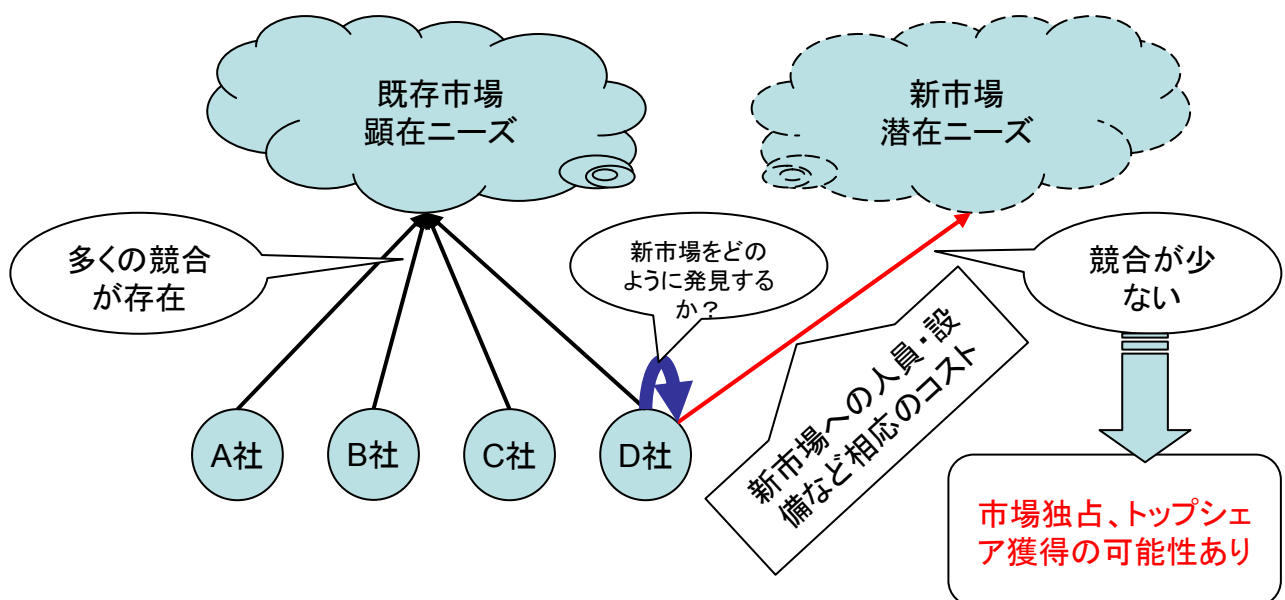 既存市場
顕在ニーズ
新市場
潜在ニーズ
多くの競合
が存在
新市場をどの
ように発見する
か？
競合が少
ない
新市場への人員・設
備など相応のコスト
A社
B社
C社
D社
市場独占、トップシェ
ア獲得の可能性あり